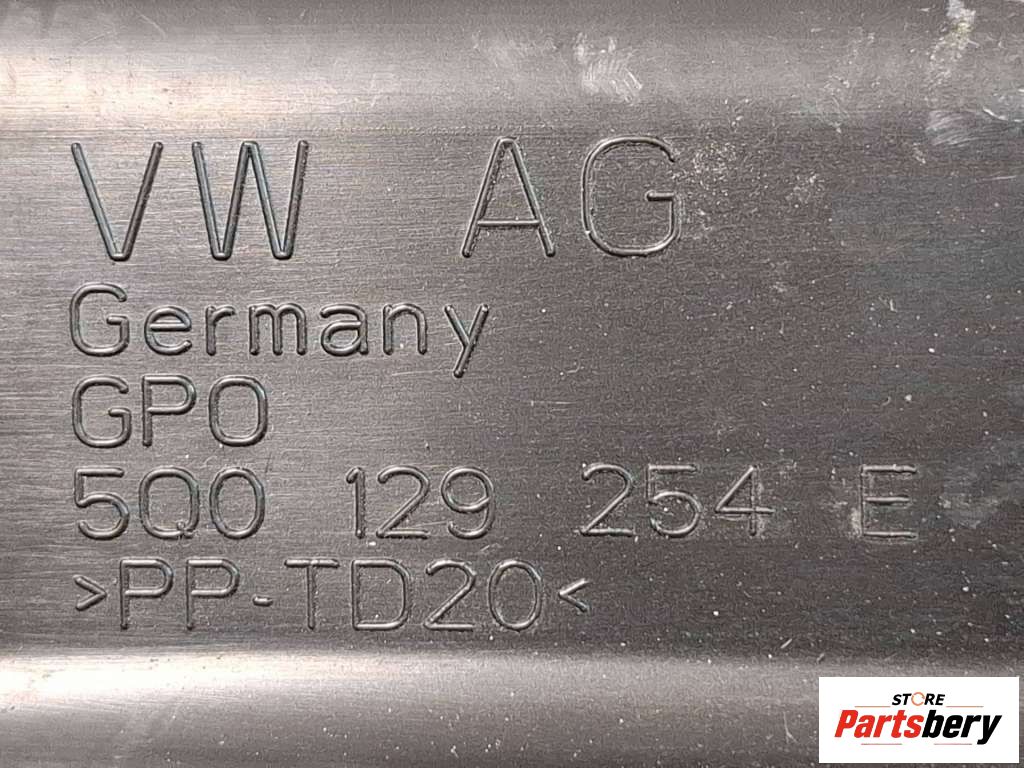 VW AG
Germany
GPO
5Q0 129 254 E
>PP-TD20<
STORE
Partsbery